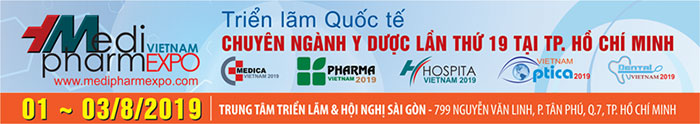 Medi
pharm VIETNAM
EXPO
www.medipharmexpo.com
Triển lãm Quốc tế
CHUYÊN NGÀNH Y DƯỢC LẦN THỨ 19 TẠI TP. HỒ CHÍ MINH
MEDICA
VIETNAM 2019
PHARMA
VIETNAM 2019
HOSPITA
VIETNAM 2019
VIETNAM
Optica 2019
Dental
VIETNAM 2019
01 ~ 03/8/2019 | TRUNG TÂM TRIỂN LÃM & HỘI NGHỊ SÀI GÒN - 799 NGUYỄN VĂN LINH, P. TÂN PHÚ, Q.7, TP. HỒ CHÍ MINH